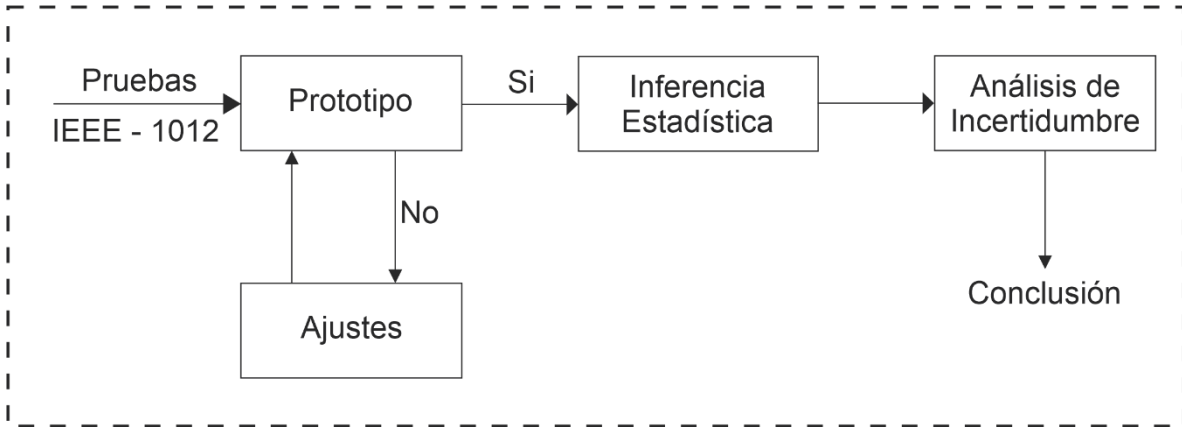 Pruebas
IEEE - 1012
Prototipo
Si
Inferencia
Estadística
Análisis de
Incertidumbre
No
Ajustes
Conclusión